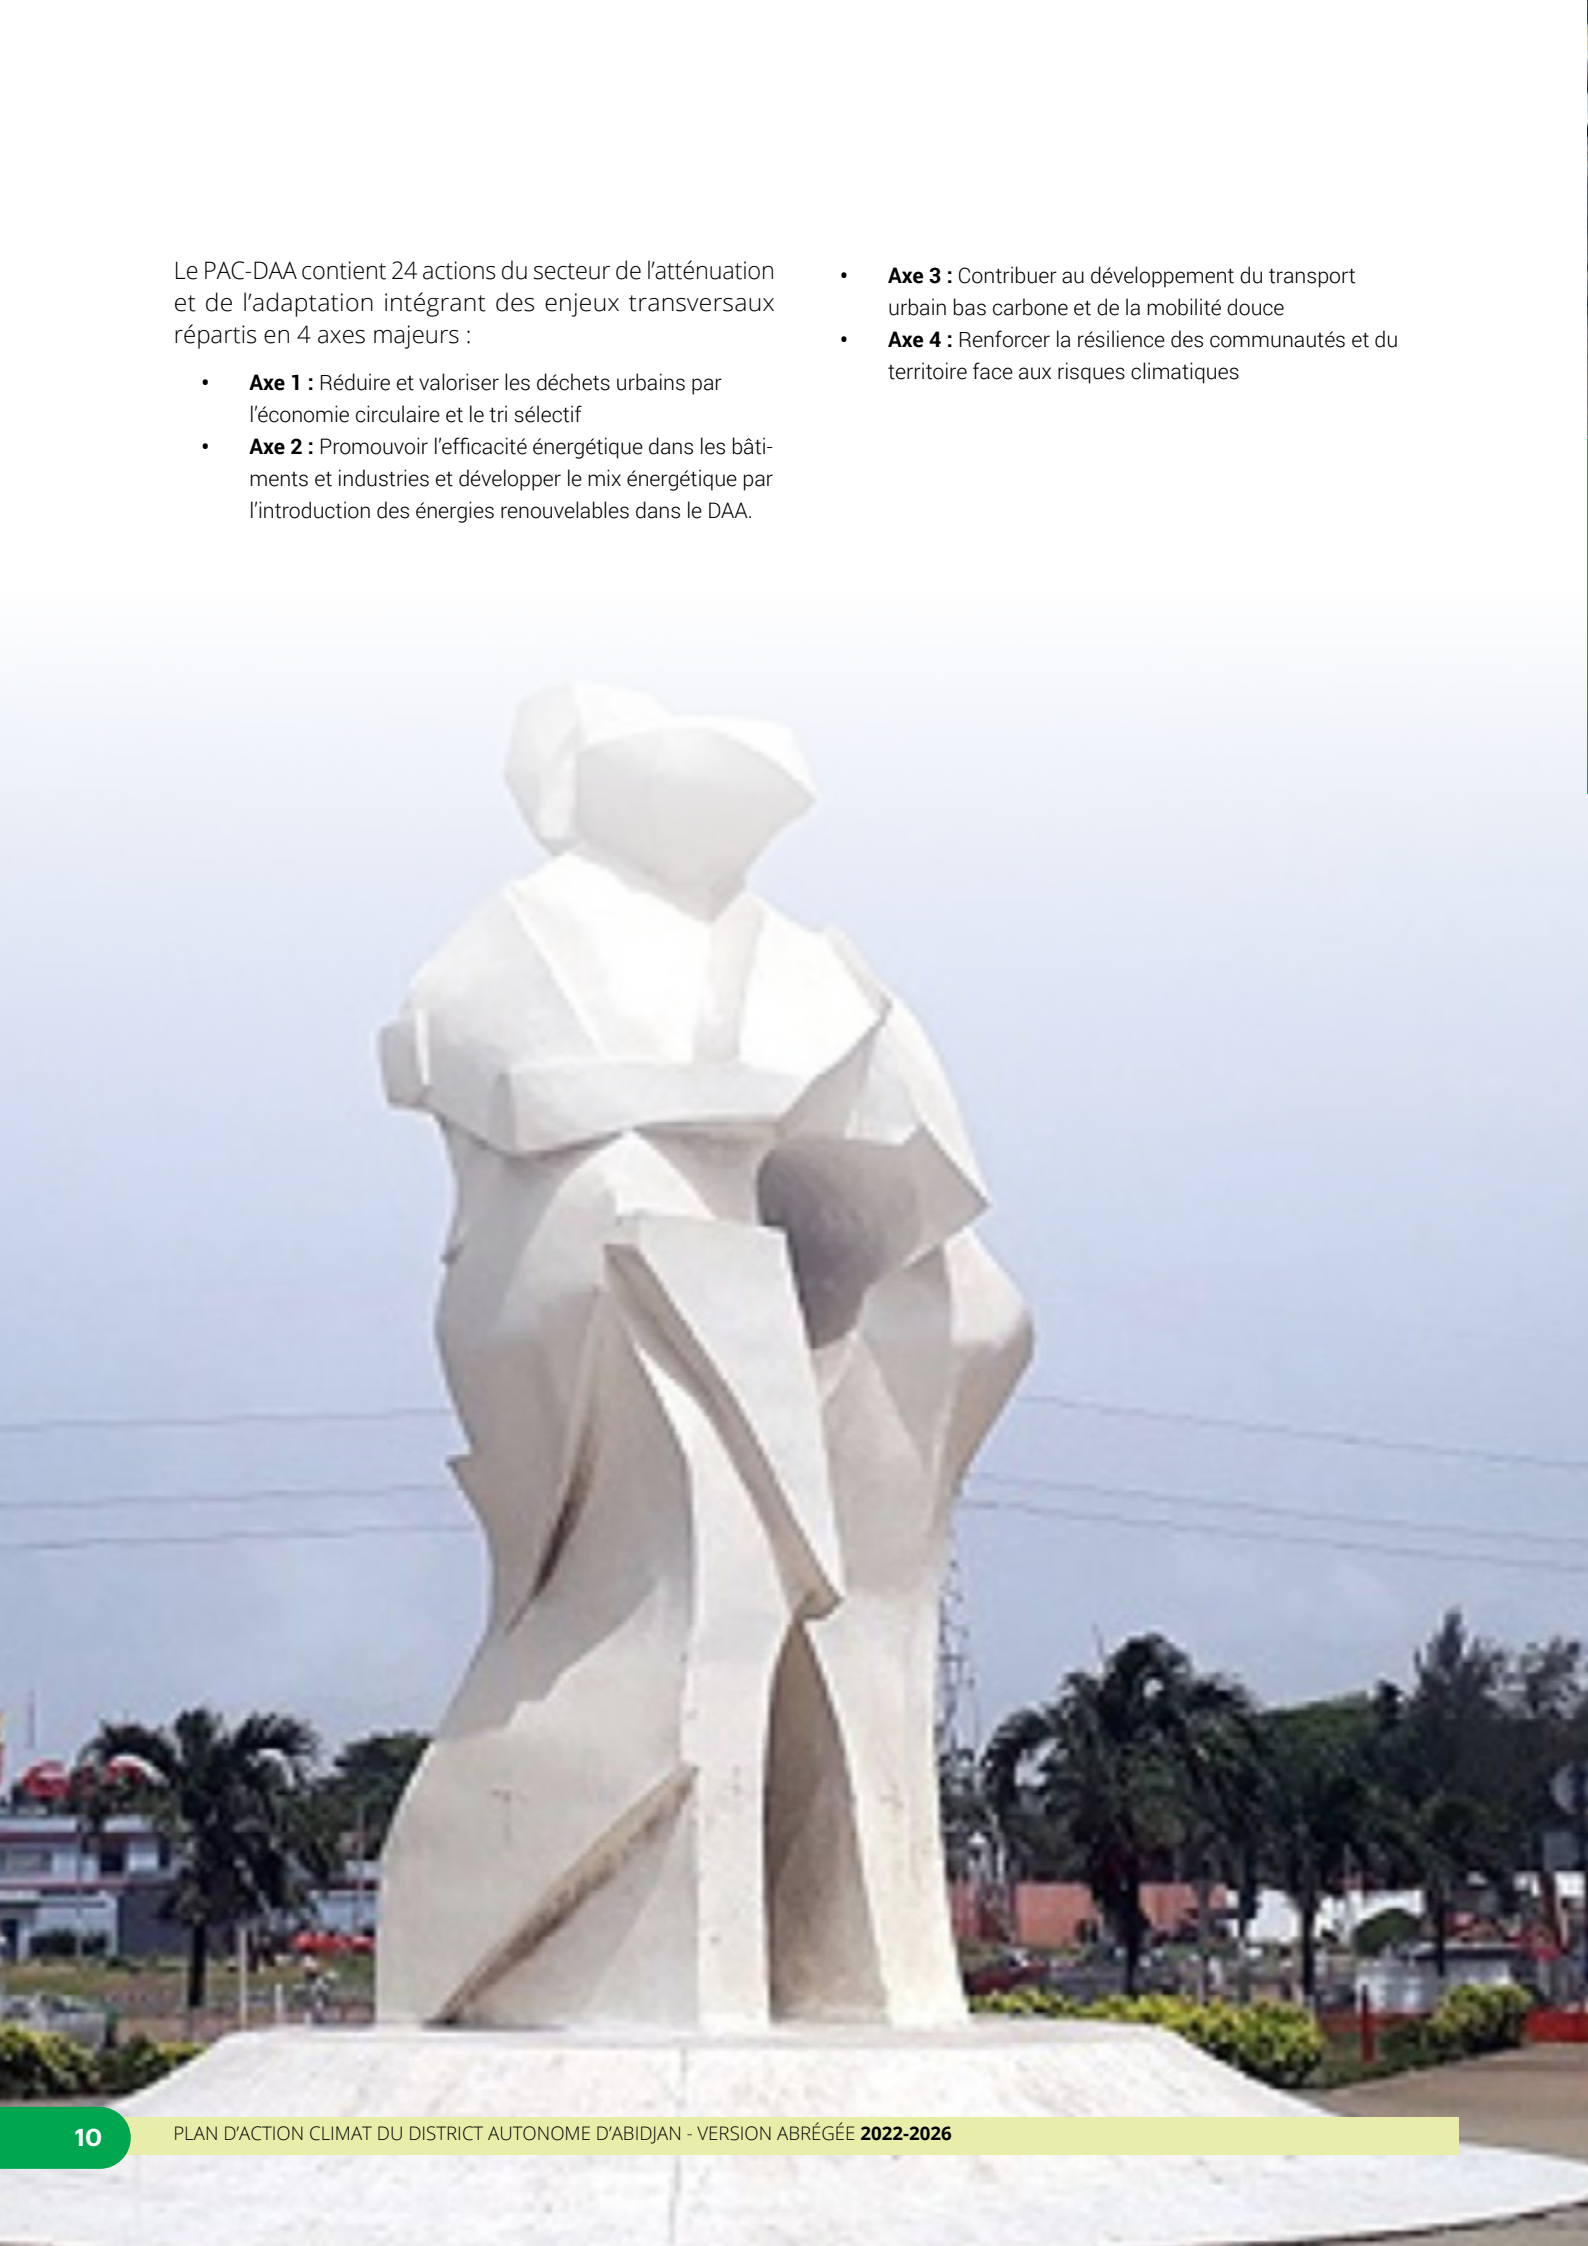 Le PAC-DAA contient 24 actions du secteur de l'atténuation
et de l'adaptation intégrant des enjeux transversaux
répartis en 4 axes majeurs :
• Axe 1 : Réduire et valoriser les déchets urbains par
l'économie circulaire et le tri sélectif
• Axe 2 : Promouvoir l'efficacité énergétique dans les bâti-
ments et industries et développer le mix énergétique par
l'introduction des énergies renouvelables dans le DAA.
• Axe 3 : Contribuer au développement du transport
urbain bas carbone et de la mobilité douce
• Axe 4 : Renforcer la résilience des communautés et du
territoire face aux risques climatiques
10 PLAN D'ACTION CLIMAT DU DISTRICT AUTONOME D'ABIDJAN - VERSION ABRÉGÉE 2022-2026